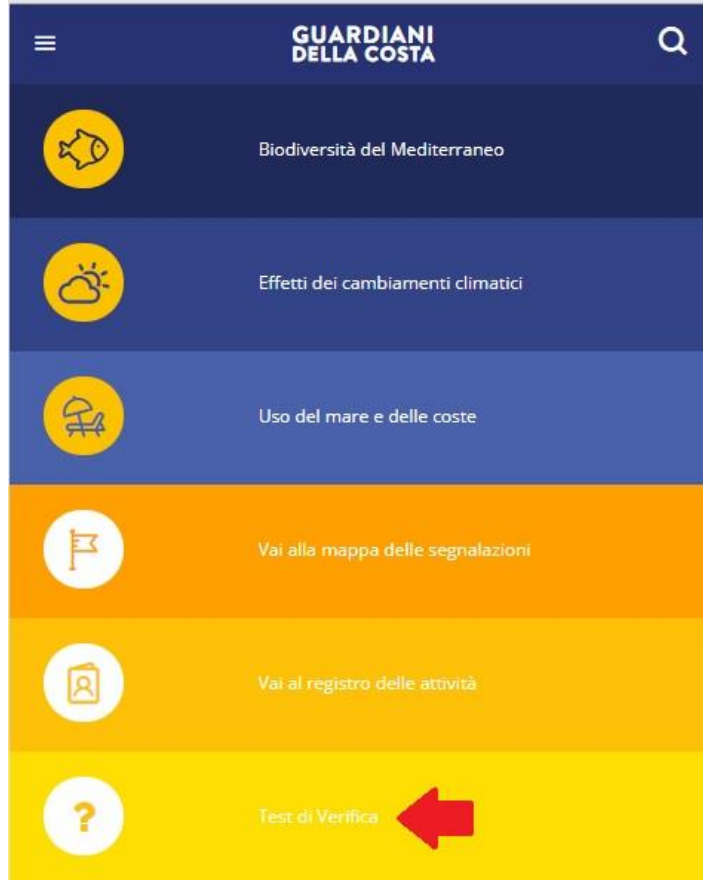 GUARDIANI
DELLA COSTA
Biodiversità del Mediterraneo
Effetti dei cambiamenti climatici
Uso del mare e delle coste
Vai alla mappa delle segnalazioni
Vai al registro delle attività
?
Test di Verifica